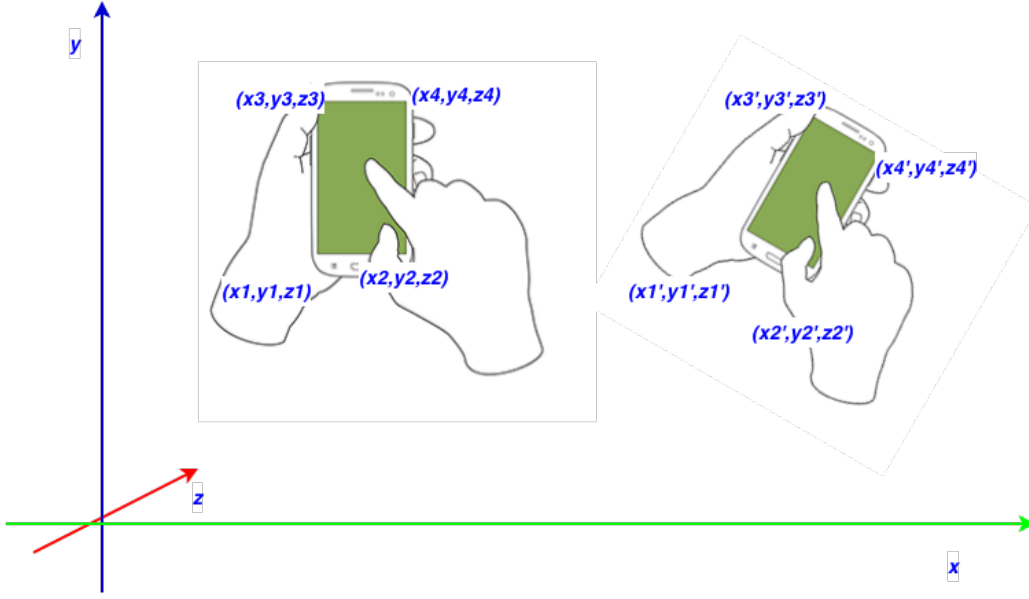 y
(x3,y3,z3)
(x4,y4,z4)
(x3',y3',z3')
(x4',y4',z4')
(x1,y1,z1)
(x2,y2,z2)
(x1',y1',z1')
(x2',y2',z2')
z
x